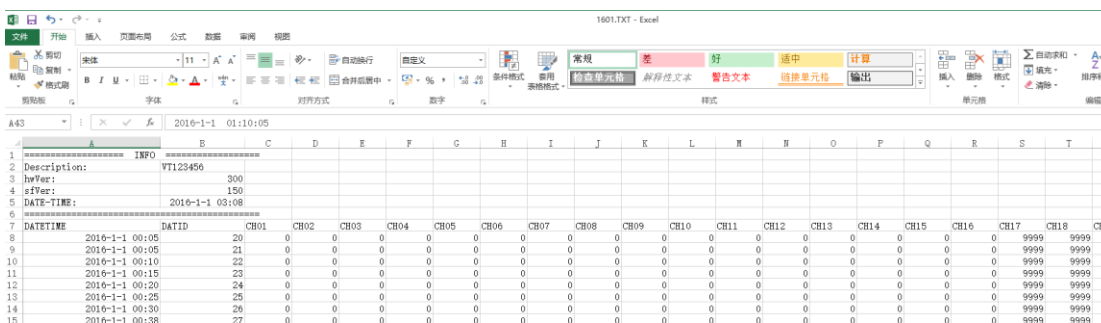 1601.TXT - Excel
文件 开始 插入 页面布局 公式 数据 审阅 视图
剪切 宋体 11 A A 自动换行 自定义 常规 差 好 适中 计算 自动求和
粘贴 复制 格式刷 B I U A 合并后居中 % 条件格式 套用 表格格式 检查单元格 解释性文本 警告文本 链接单元格 输出 插入 删除 格式 填充 清除
剪贴板 字体 对齐方式 数字 样式 单元格
A43 fx 2016-1-1 01:10:05
A B C D E F G H I J K L M N O P Q R S T
1 =================== INFO ==================
2 Description: VT123456
3 hwVer: 300
4 sfVer: 150
5 DATE-TIME: 2016-1-1 03:08
6 =============================================
7 DATETIME DATID CH01 CH02 CH03 CH04 CH05 CH06 CH07 CH08 CH09 CH10 CH11 CH12 CH13 CH14 CH15 CH16 CH17 CH18
8 2016-1-1 00:05 20 0 0 0 0 0 0 0 0 0 0 0 0 0 0 0 0 9999 9999
9 2016-1-1 00:05 21 0 0 0 0 0 0 0 0 0 0 0 0 0 0 0 0 9999 9999
10 2016-1-1 00:10 22 0 0 0 0 0 0 0 0 0 0 0 0 0 0 0 0 9999 9999
11 2016-1-1 00:15 23 0 0 0 0 0 0 0 0 0 0 0 0 0 0 0 0 9999 9999
12 2016-1-1 00:20 24 0 0 0 0 0 0 0 0 0 0 0 0 0 0 0 0 9999 9999
13 2016-1-1 00:25 25 0 0 0 0 0 0 0 0 0 0 0 0 0 0 0 0 9999 9999
14 2016-1-1 00:30 26 0 0 0 0 0 0 0 0 0 0 0 0 0 0 0 0 9999 9999
15 2016-1-1 00:38 27 0 0 0 0 0 0 0 0 0 0 0 0 0 0 0 0 9999 9999